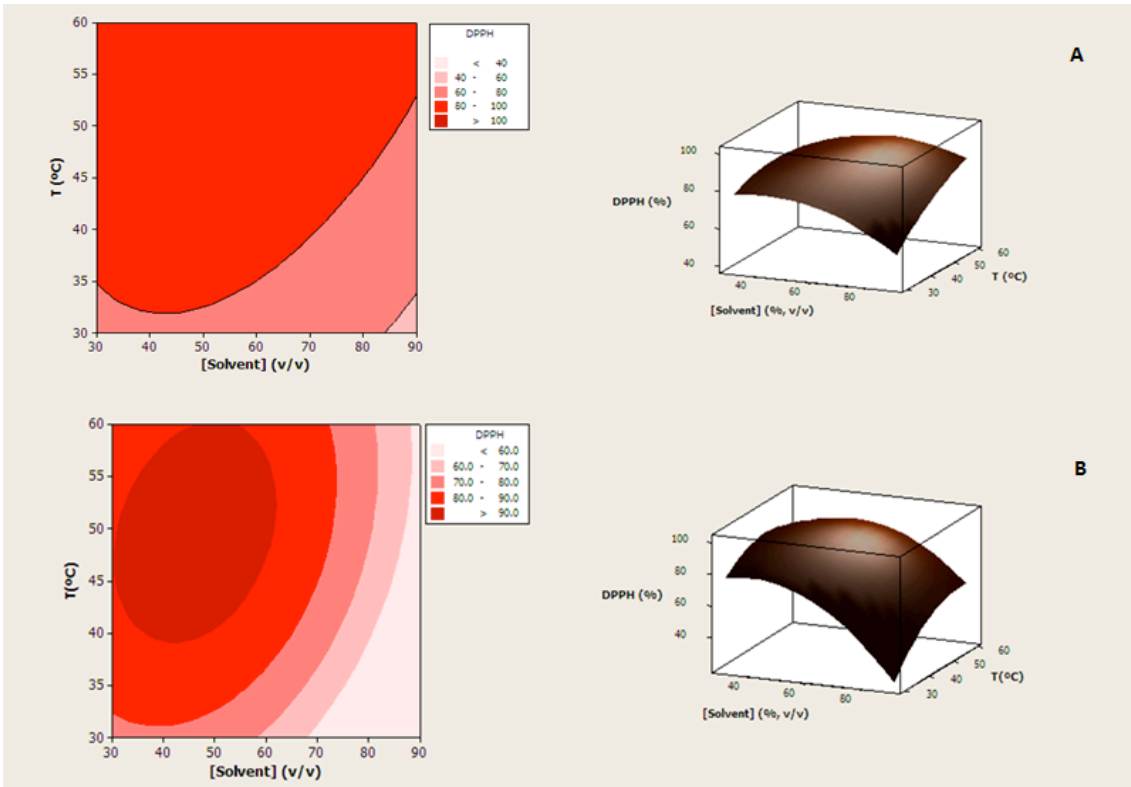 A
DPPH
< 40
40 - 60
60 - 80
80 - 100
> 100
60
55
50
45
40
35
30
T (ºC)
30 40 50 60 70 80 90
[Solvent] (v/v)
100
80
60
40
DPPH (%)
40 60 80
[Solvent] (%, v/v)
30 40 50 60
T (ºC)
B
DPPH
< 60.0
60.0 - 70.0
70.0 - 80.0
80.0 - 90.0
> 90.0
60
55
50
45
40
35
30
T(ºC)
30 40 50 60 70 80 90
[Solvent] (v/v)
100
80
60
40
DPPH (%)
40 60 80
[Solvent] (%, v/v)
30 40 50 60
T(ºC)